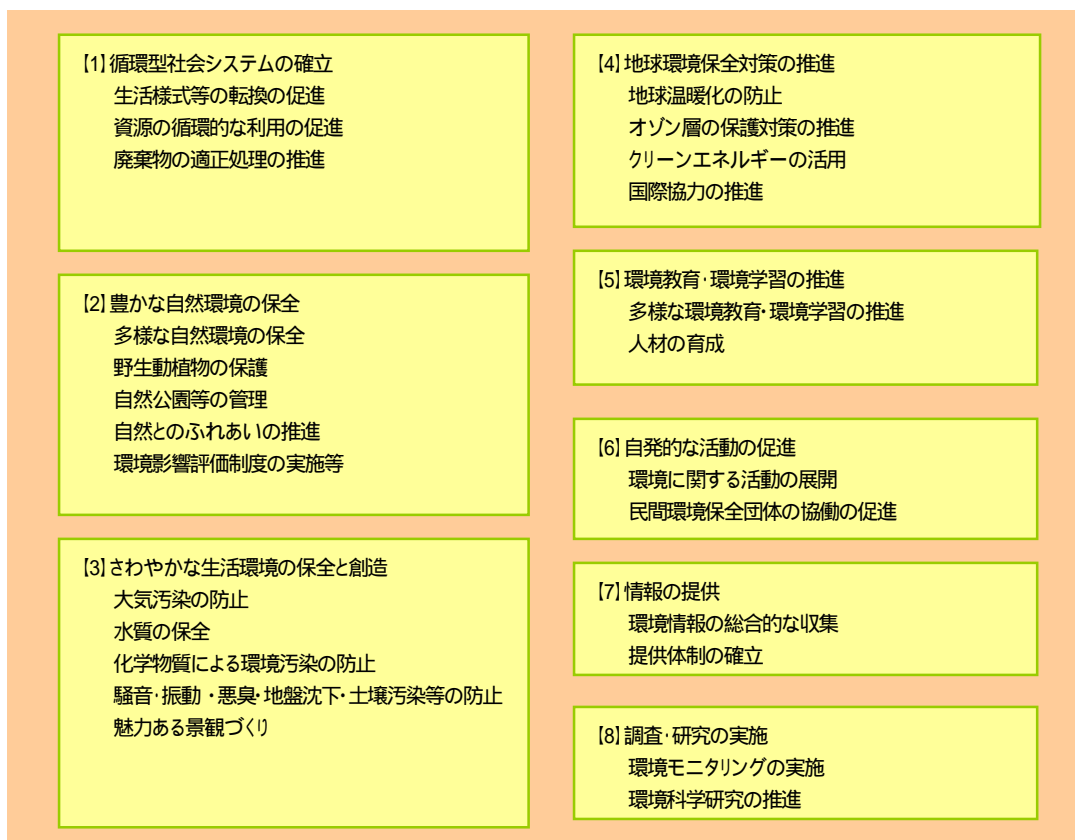 [1]循環型社会システムの確立
生活様式等の転換の促進
資源の循環的な利用の促進
廃棄物の適正処理の推進
[2]豊かな自然環境の保全
多様な自然環境の保全
野生動植物の保護
自然公園等の管理
自然とのふれあいの推進
環境影響評価制度の実施等
[3]さわやかな生活環境の保全と創造
大気汚染の防止
水質の保全
化学物質による環境汚染の防止
騒音・振動・悪臭・地盤沈下・土壌汚染等の防止
魅力ある景観づくり
[4]地球環境保全対策の推進
地球温暖化の防止
オゾン層の保護対策の推進
クリーンエネルギーの活用
国際協力の推進
[5]環境教育・環境学習の推進
多様な環境教育・環境学習の推進
人材の育成
[6]自発的な活動の促進
環境に関する活動の展開
民間環境保全団体の協働の促進
[7]情報の提供
環境情報の総合的な収集
提供体制の確立
[8]調査・研究の実施
環境モニタリングの実施
環境科学研究の推進